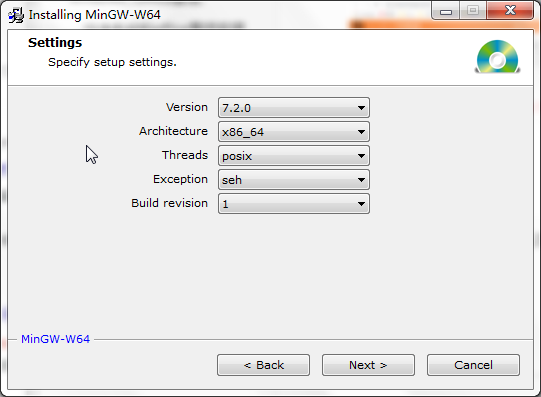 Installing MinGW-W64
Settings
Specify setup settings.
Version 7.2.0
Architecture x86_64
Threads posix
Exception seh
Build revision 1
MinGW-W64
< Back Next > Cancel